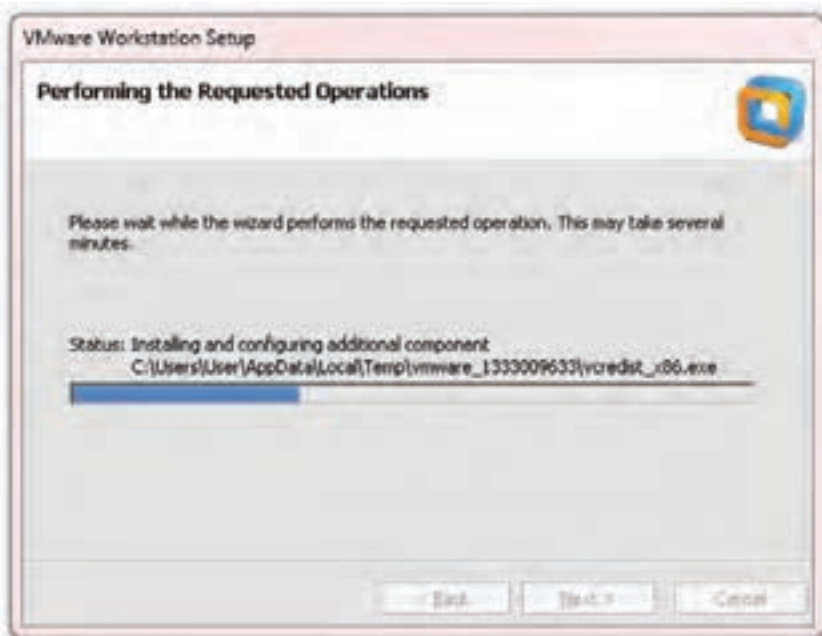 VMware Workstation Setup
Performing the Requested Operations
Please wait while the wizard performs the requested operation. This may take several
minutes.
Status: Installing and configuring additional component
C:\Users\User\AppData\Local\Temp\vmware_1333009633\vcredist_x86.exe
< Back
Next >
Cancel